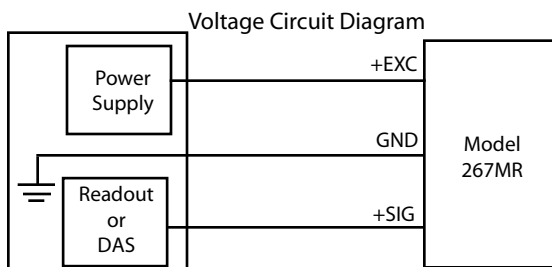 Voltage Circuit Diagram
Power
Supply
+EXC
GND
Model
267MR
Readout
or
DAS
+SIG